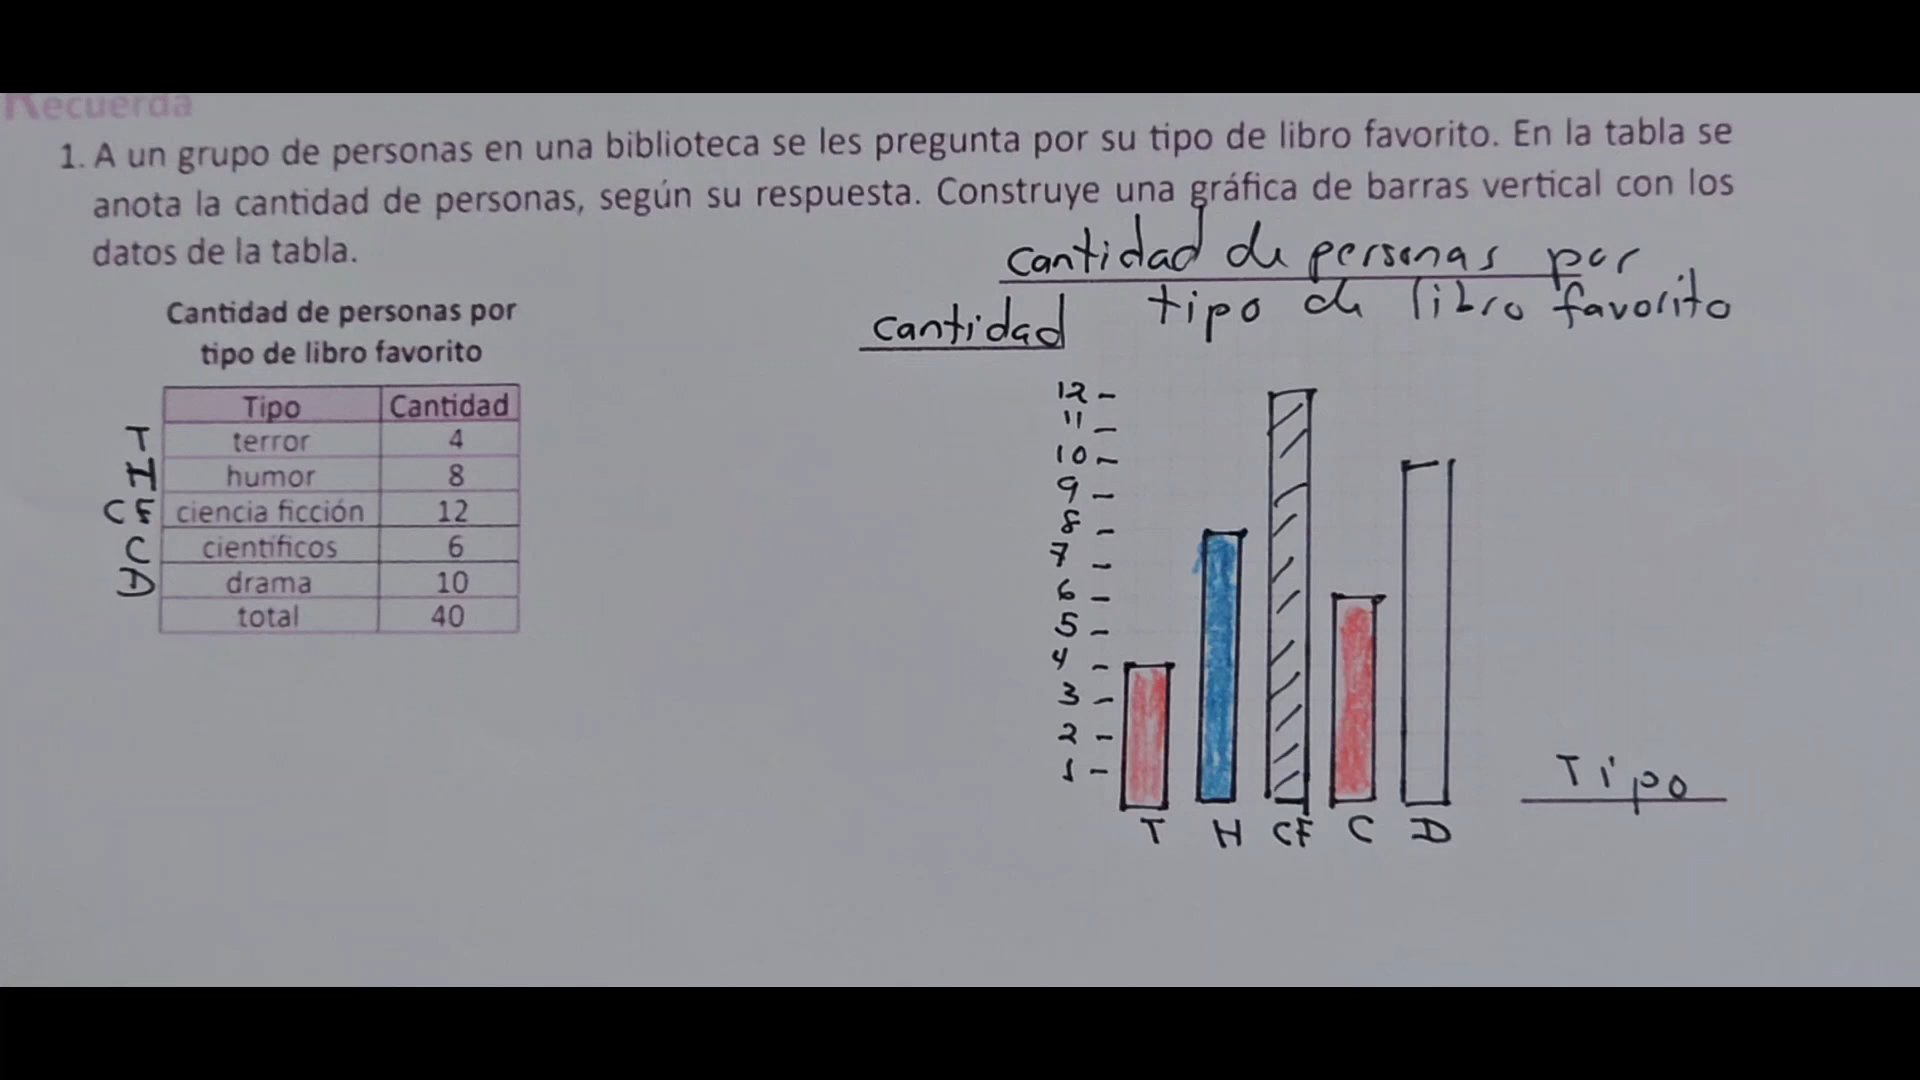 Recuerda
1. A un grupo de personas en una biblioteca se les pregunta por su tipo de libro favorito. En la tabla se
anota la cantidad de personas, según su respuesta. Construye una gráfica de barras vertical con los
datos de la tabla.
cantidad de personas por
tipo de libro favorito
cantidad
Cantidad de personas por
tipo de libro favorito
Tipo Cantidad
T terror 4
H humor 8
CF ciencia ficción 12
C científicos 6
D drama 10
total 40
12
11
10
9
8
7
6
5
4
3
2
1
Tipo
T H CF C D